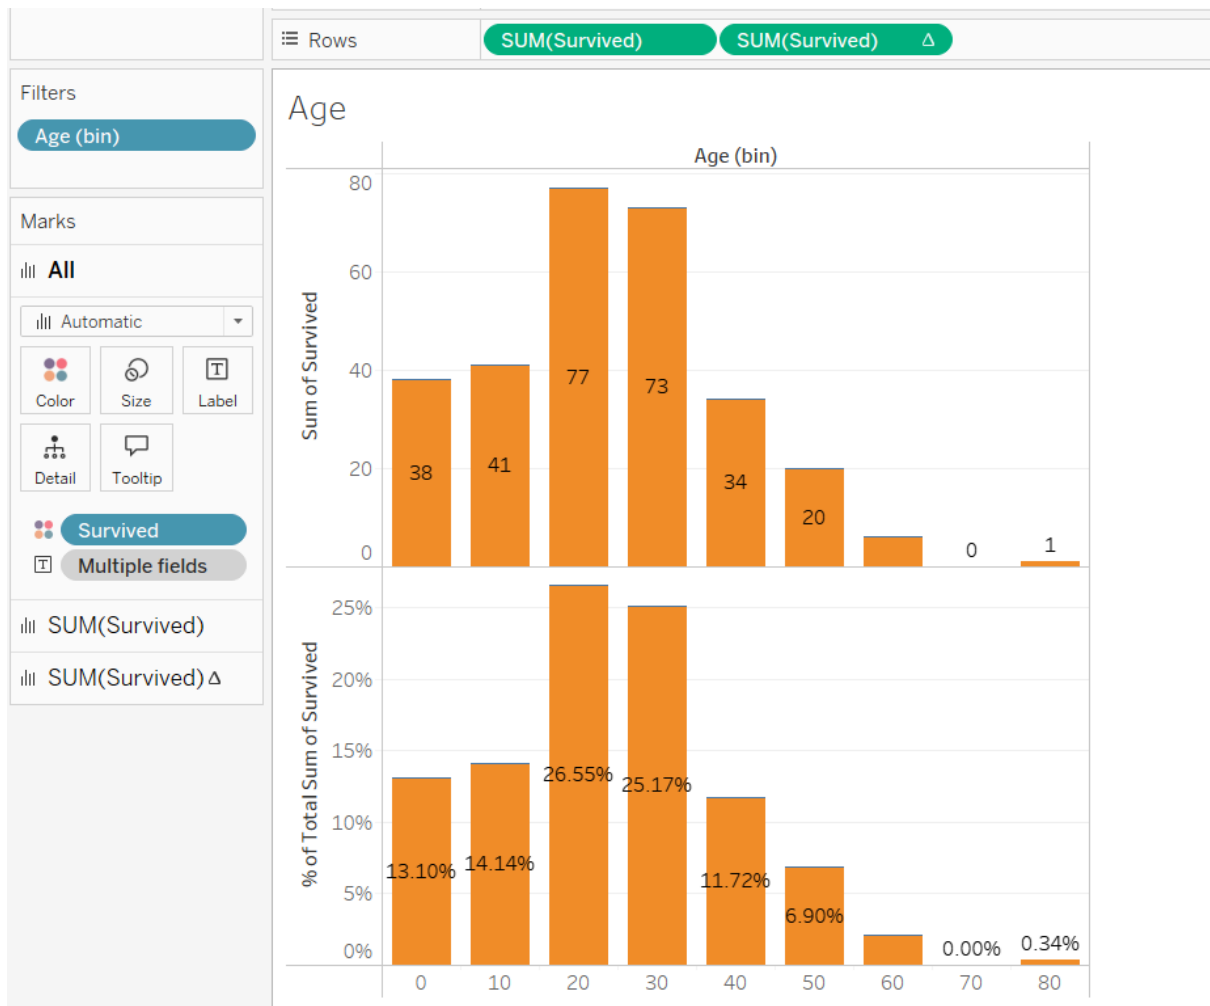 Rows SUM(Survived) SUM(Survived) Δ
Filters
Age (bin)
Marks
All
Automatic
Color Size Label
Detail Tooltip
Survived
Multiple fields
SUM(Survived)
SUM(Survived) Δ
Age
Age (bin)
Sum of Survived
80
60
40
20
0
38 41 77 73 34 20 0 1
% of Total Sum of Survived
25%
20%
15%
10%
5%
0%
13.10% 14.14% 26.55% 25.17% 11.72% 6.90% 0.00% 0.34%
0 10 20 30 40 50 60 70 80